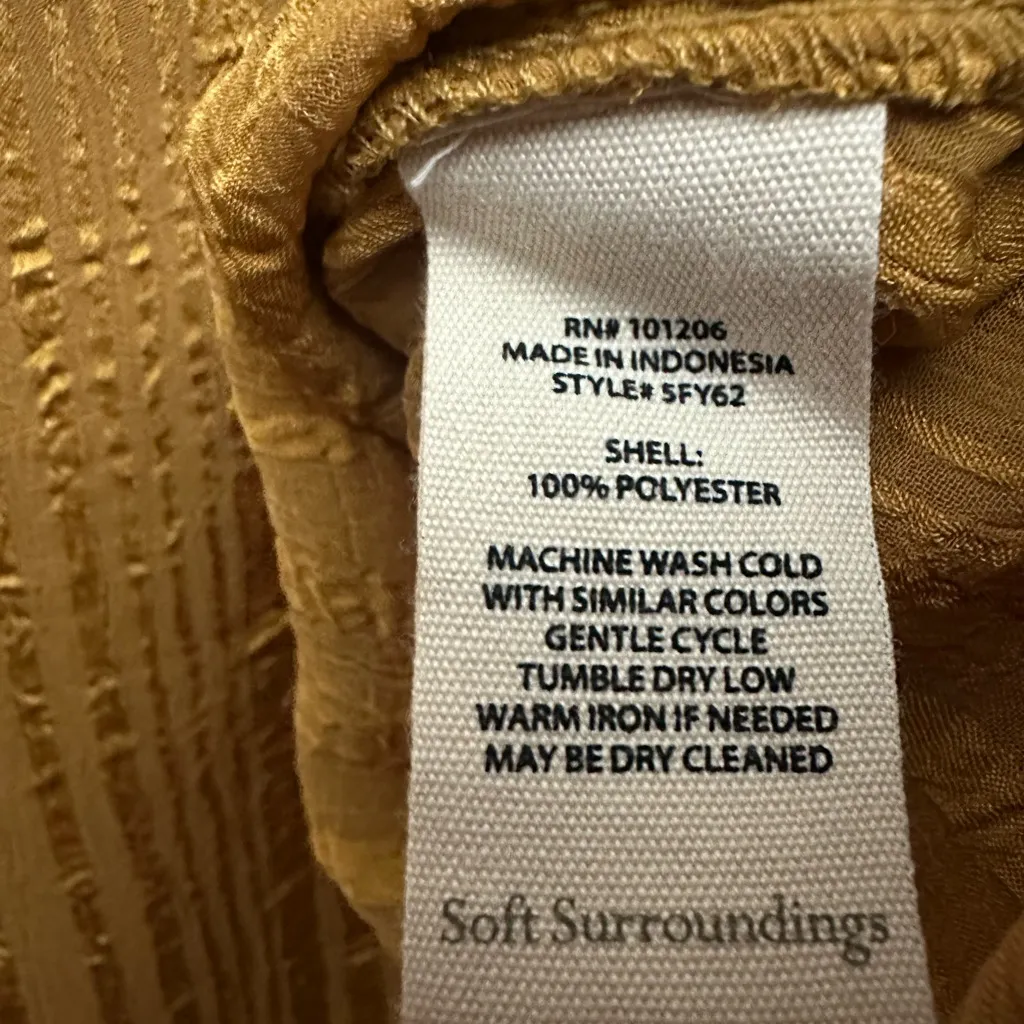 RN# 101206
MADE IN INDONESIA
STYLE# 5FY62
SHELL:
100% POLYESTER
MACHINE WASH COLD
WITH SIMILAR COLORS
GENTLE CYCLE
TUMBLE DRY LOW
WARM IRON IF NEEDED
MAY BE DRY CLEANED
Soft Surroundings